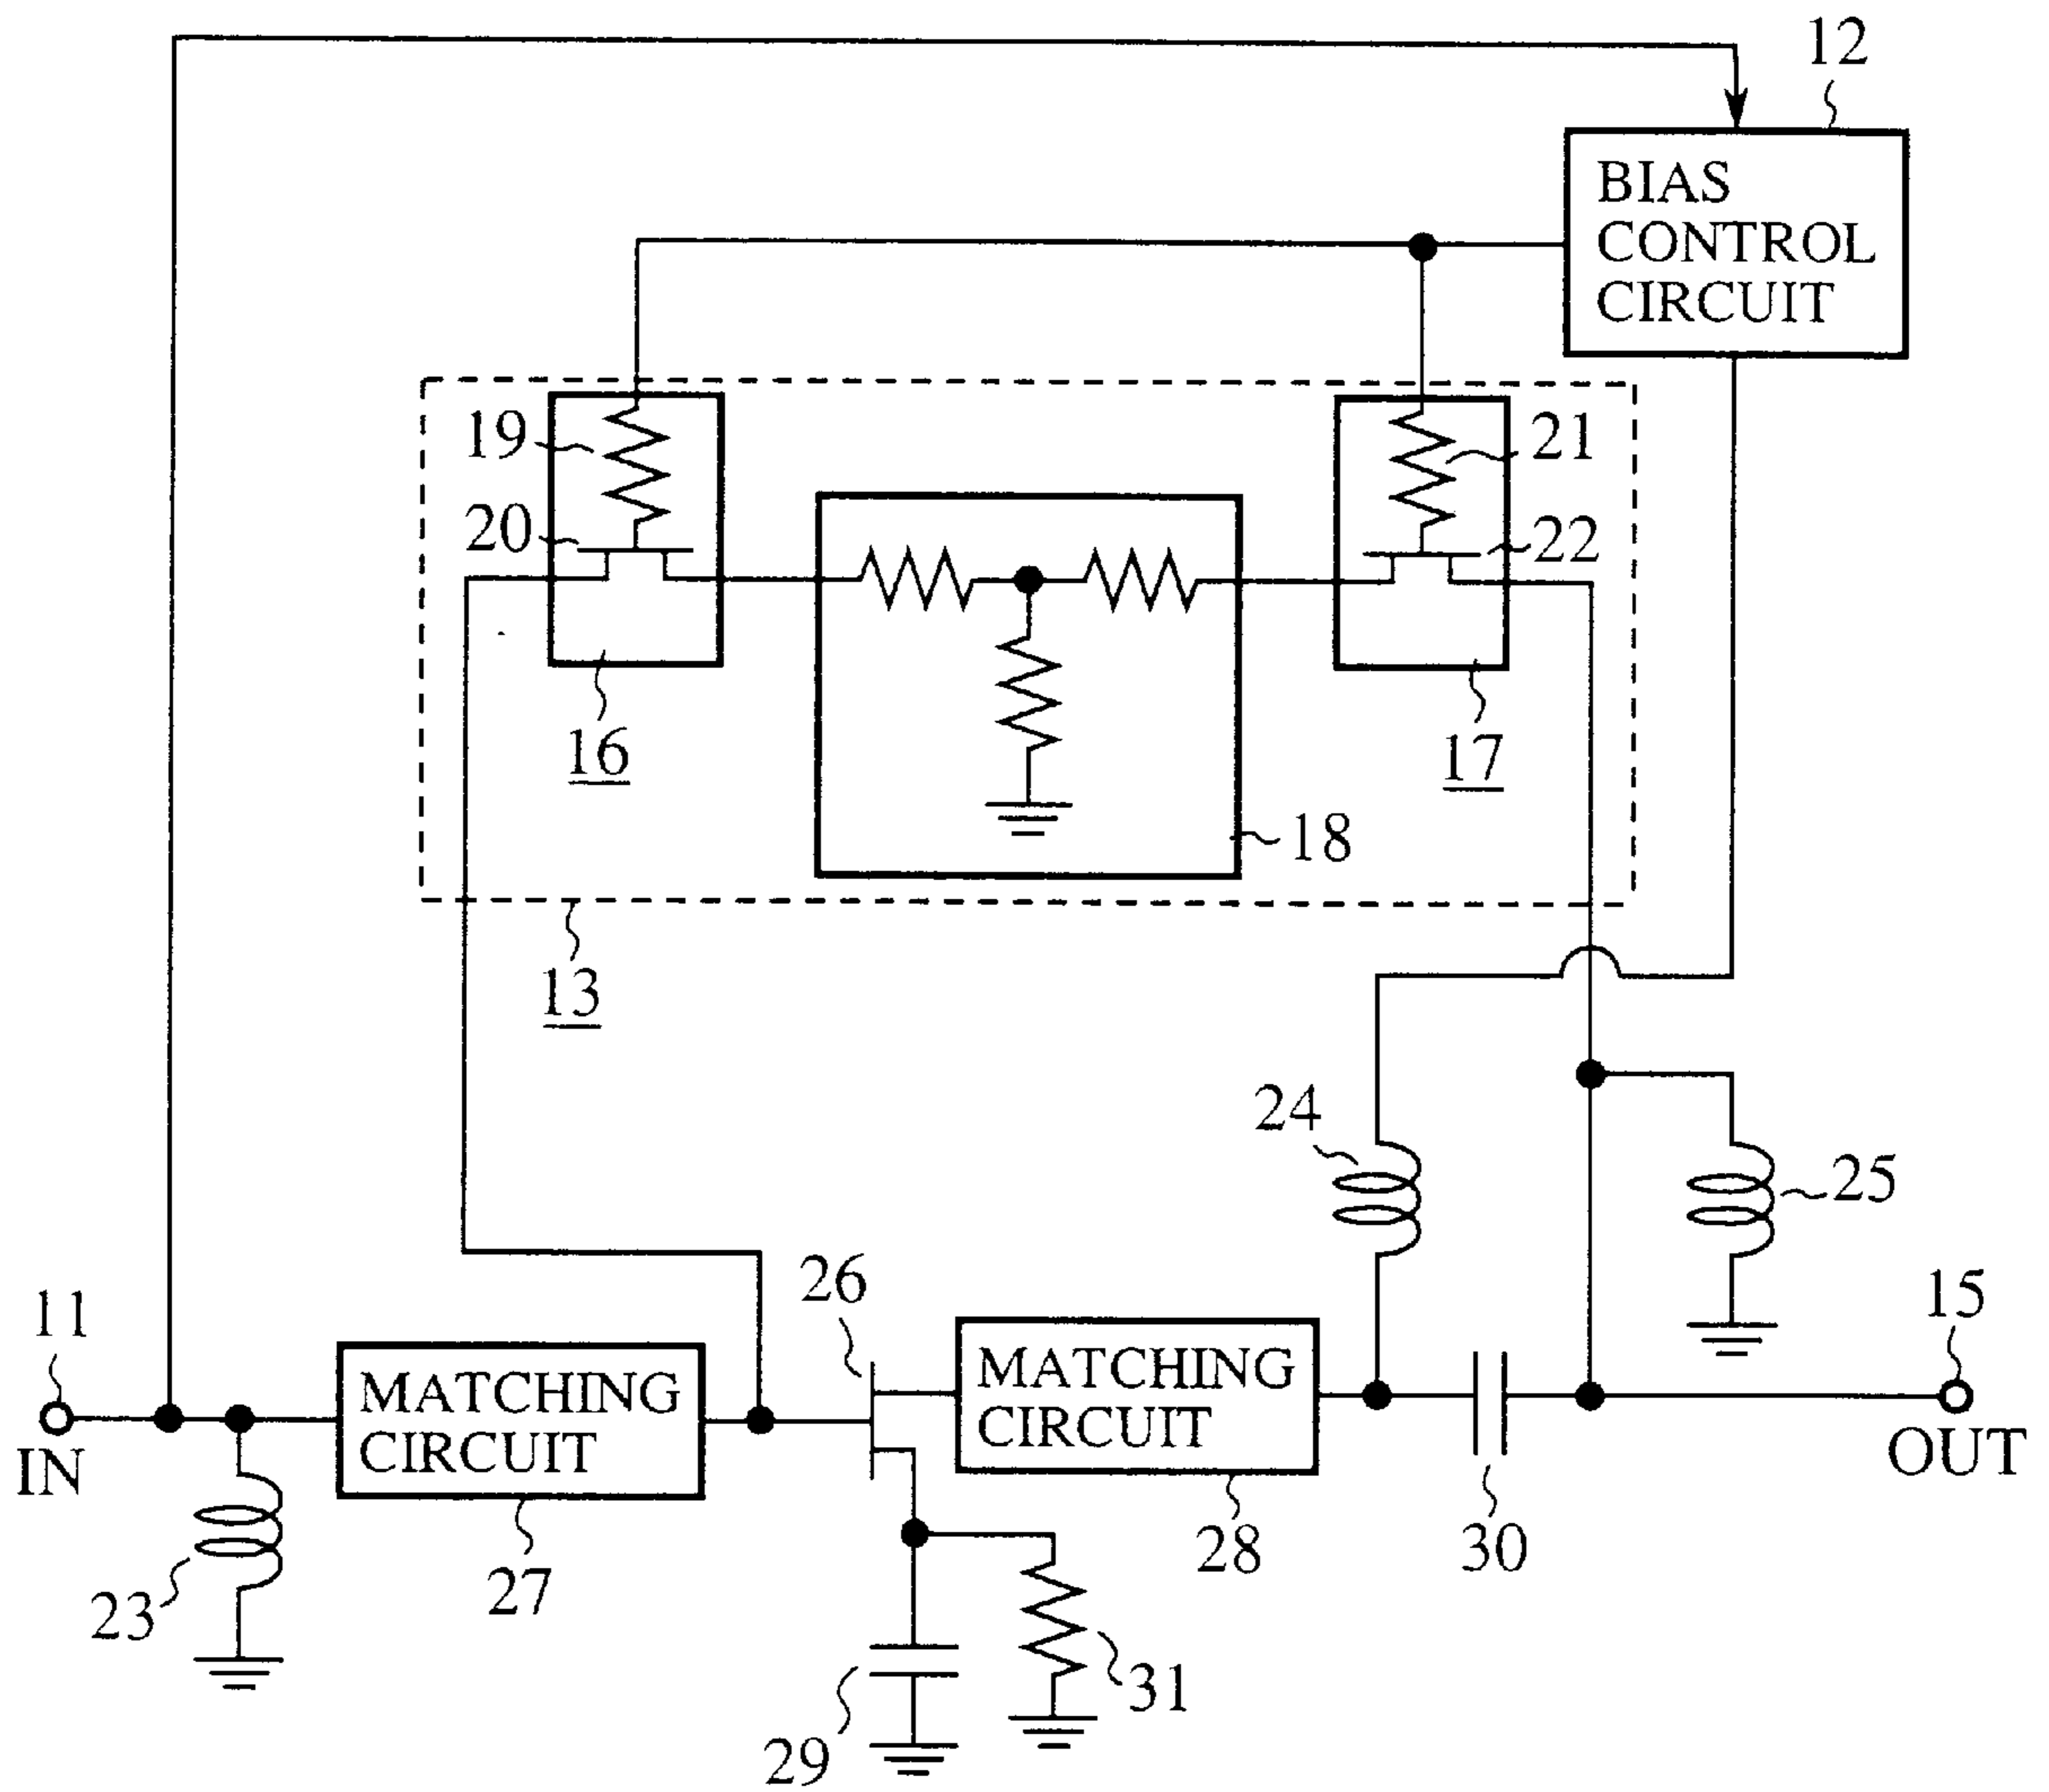 12
BIAS
CONTROL
CIRCUIT
19
21
20
22
16
17
18
13
24
25
26
11
15
MATCHING
CIRCUIT
MATCHING
CIRCUIT
IN
OUT
28
30
27
23
31
29